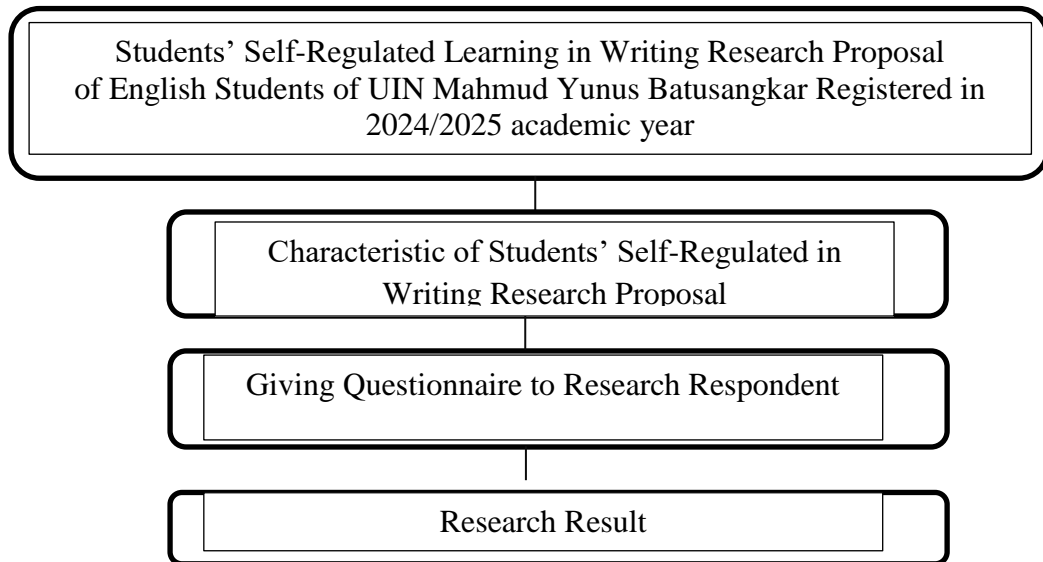 Students’ Self-Regulated Learning in Writing Research Proposal
of English Students of UIN Mahmud Yunus Batusangkar Registered in
2024/2025 academic year
Characteristic of Students’ Self-Regulated in
Writing Research Proposal
Giving Questionnaire to Research Respondent
Research Result